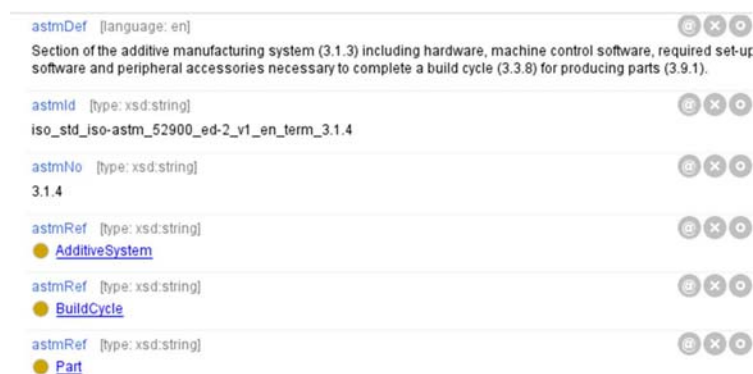 astmDef [language: en]
Section of the additive manufacturing system (3.1.3) including hardware, machine control software, required set-up
software and peripheral accessories necessary to complete a build cycle (3.3.8) for producing parts (3.9.1).
astmId [type: xsd:string]
iso_std_iso-astm_52900_ed-2_v1_en_term_3.1.4
astmNo [type: xsd:string]
3.1.4
astmRef [type: xsd:string]
AdditiveSystem
astmRef [type: xsd:string]
BuildCycle
astmRef [type: xsd:string]
Part